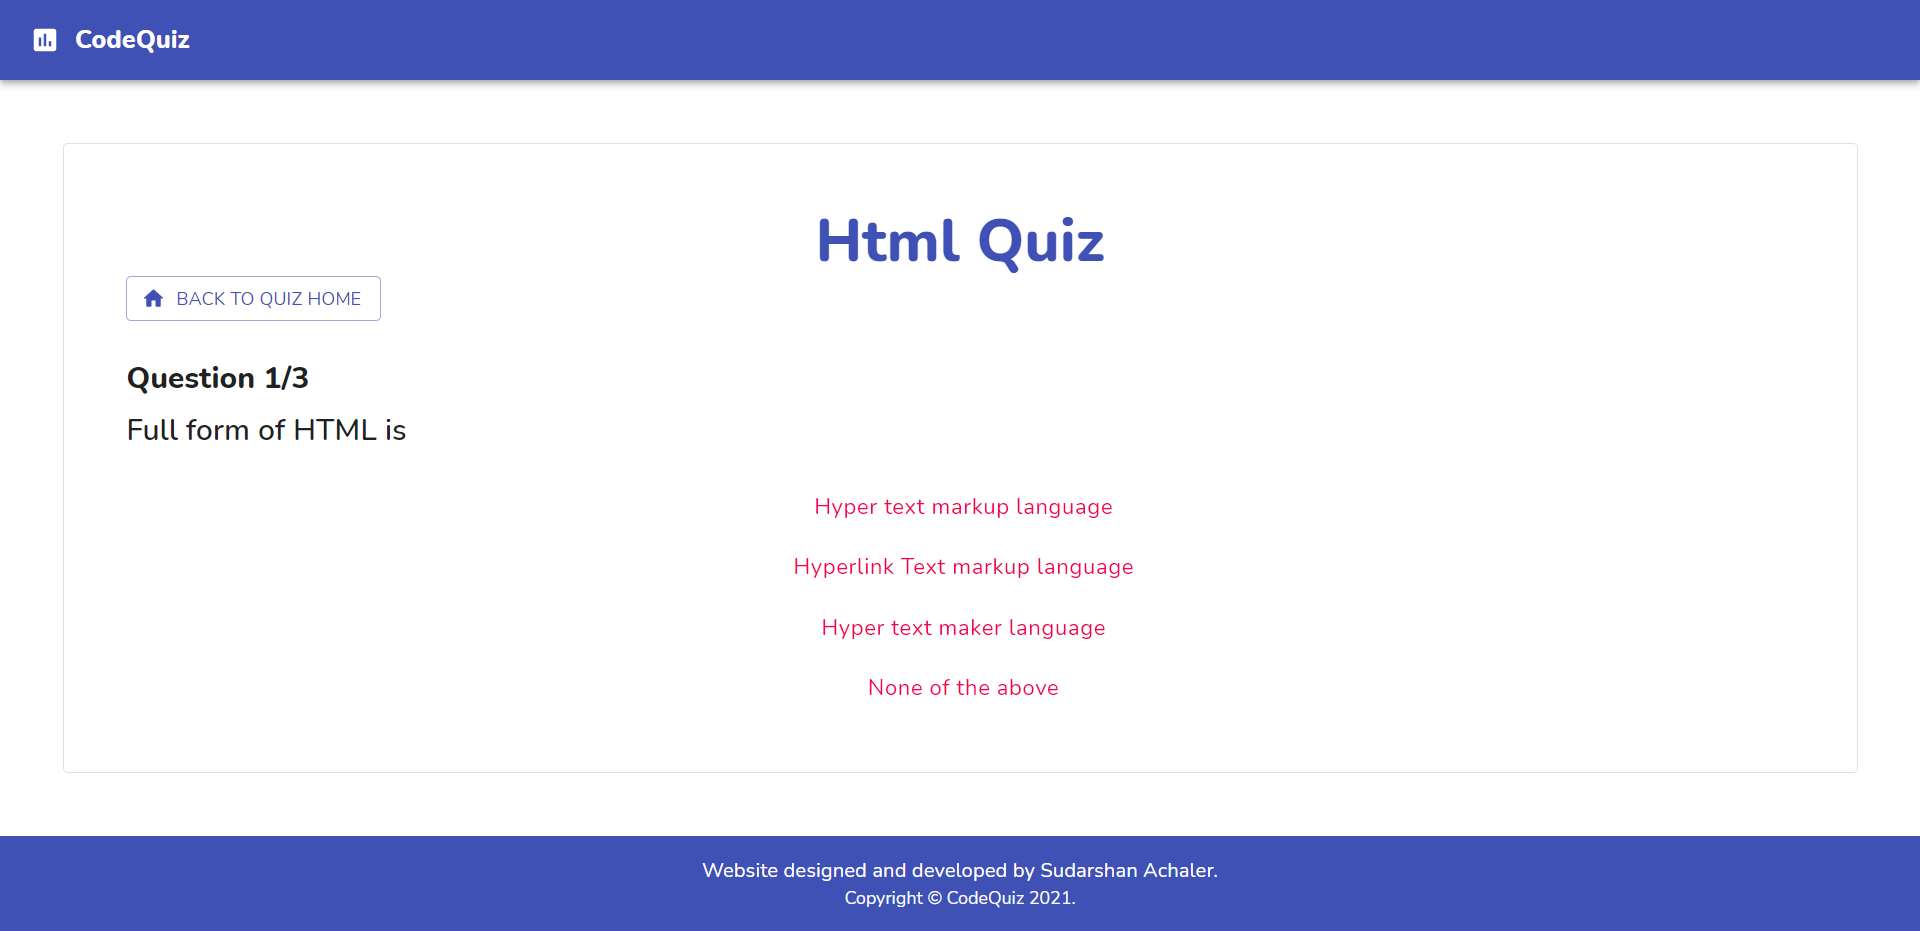 CodeQuiz
Html Quiz
BACK TO QUIZ HOME
Question 1/3
Full form of HTML is
Hyper text markup language
Hyperlink Text markup language
Hyper text maker language
None of the above
Website designed and developed by Sudarshan Achaler.
Copyright © CodeQuiz 2021.